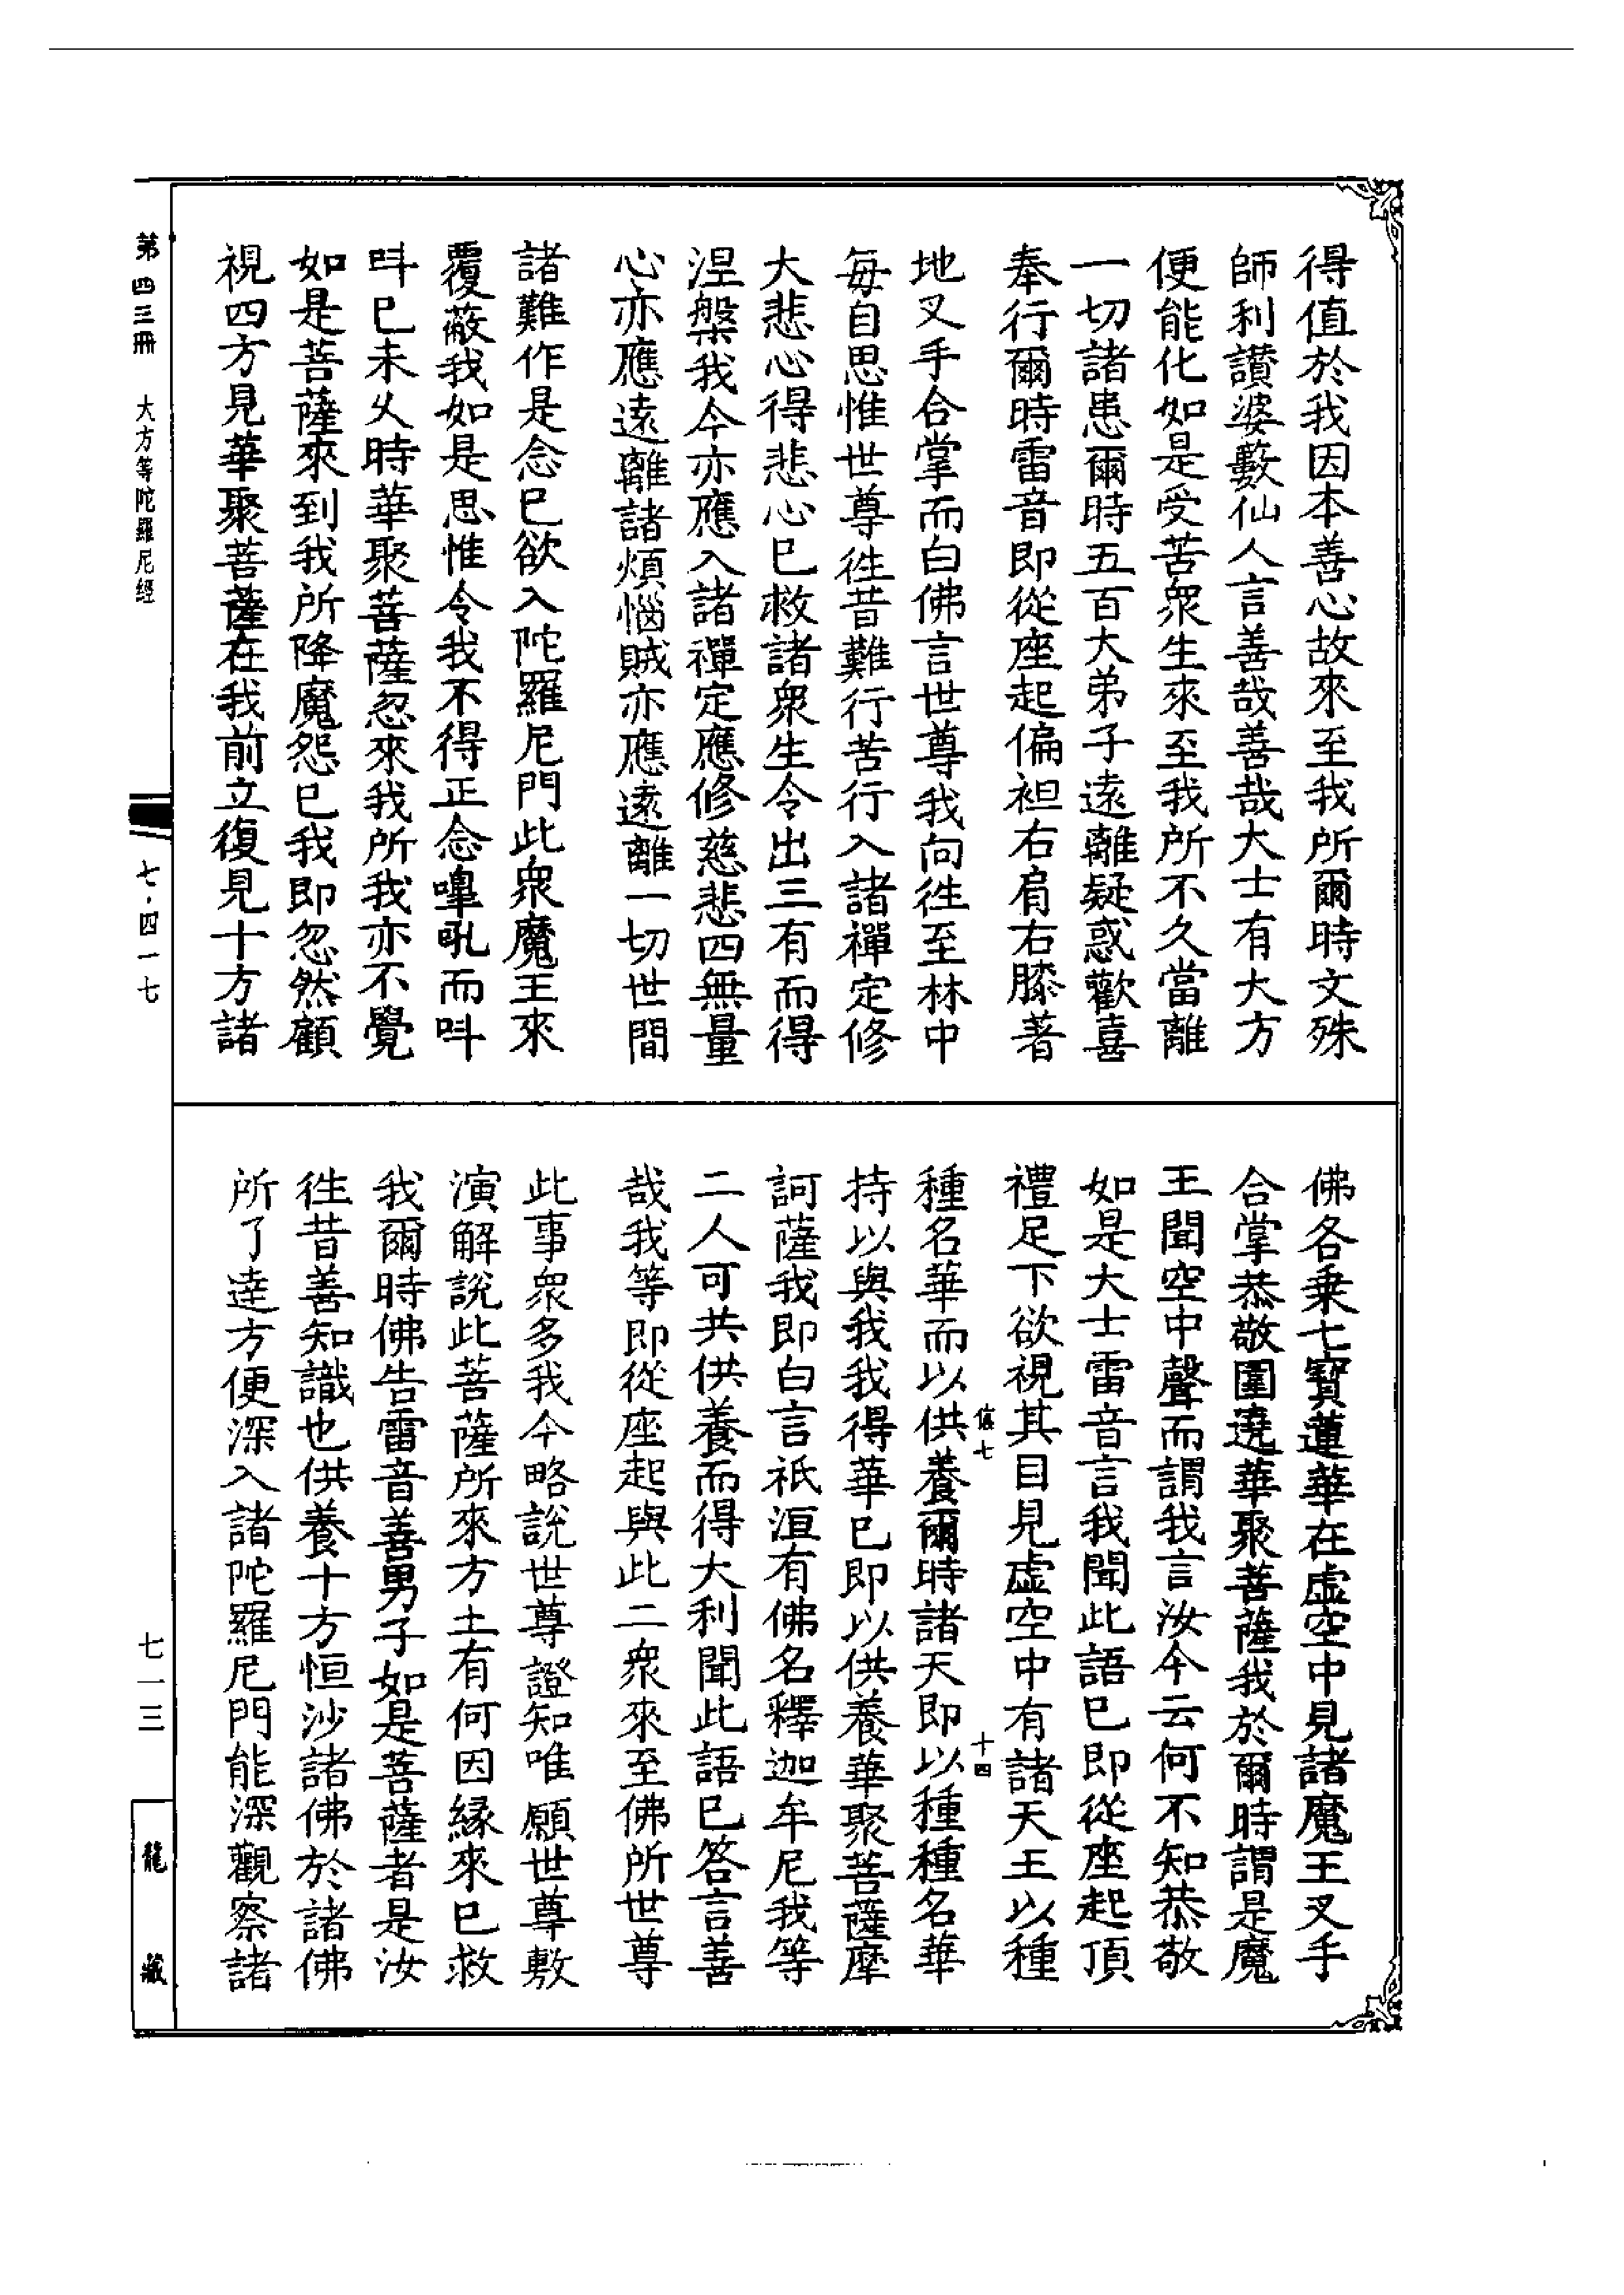 得值於我因本善心故來至我所爾時文殊
師利讚婆藪仙人言善哉善哉大士有大方
便能化如是受苦衆生來至我所不久當離
一切諸患爾時五百大弟子遠離疑惑歡喜
奉行爾時雷音即從座起偏袒右肩右膝著
地叉手合掌而白佛言世尊我向徃至林中
每自思惟世尊徃昔難行苦行入諸禪定修
大悲心得悲心已救諸衆生令出三有而得
涅槃我今亦應入諸禪定應修慈悲四無量
心亦應遠離諸煩惱賊亦應遠離一切世間
諸難作是念已欲入陀羅尼門此衆魔王來
覆蔽我如是思惟令我不得正念嘷吼而呌
呌已未久時華聚菩薩忽來我所我亦不覺
如是菩薩來到我所降魔怨已我即忽然顧
視四方見華聚菩薩在我前立復見十方諸
佛各乗七寶蓮華在虛空中見諸魔王叉手
合掌恭敬圍遶華聚菩薩我於爾時謂是魔
王聞空中聲而謂我言汝今云何不知恭敬
如是大士雷音言我聞此語已即從座起頂
禮足下欲視其目見虛空中有諸天王以種
種名華而以供養爾時諸天即以種種名華
持以與我我得華已即以供養華聚菩薩摩
訶薩我即白言祇洹有佛名釋迦牟尼我等
二人可共供養而得大利聞此語已答言善
哉我等即從座起與此二衆來至佛所世尊
此事衆多我今略說世尊證知唯願世尊敷
演解說此菩薩所來方土有何因緣來已救
我爾時佛告雷音善男子如是菩薩者是汝
徃昔善知識也供養十方恒沙諸佛於諸佛
所了達方便深入諸陀羅尼門能深觀察諸
七
十四
第四三冊 大方等陀羅尼經
七·四一七
七一三
龍藏